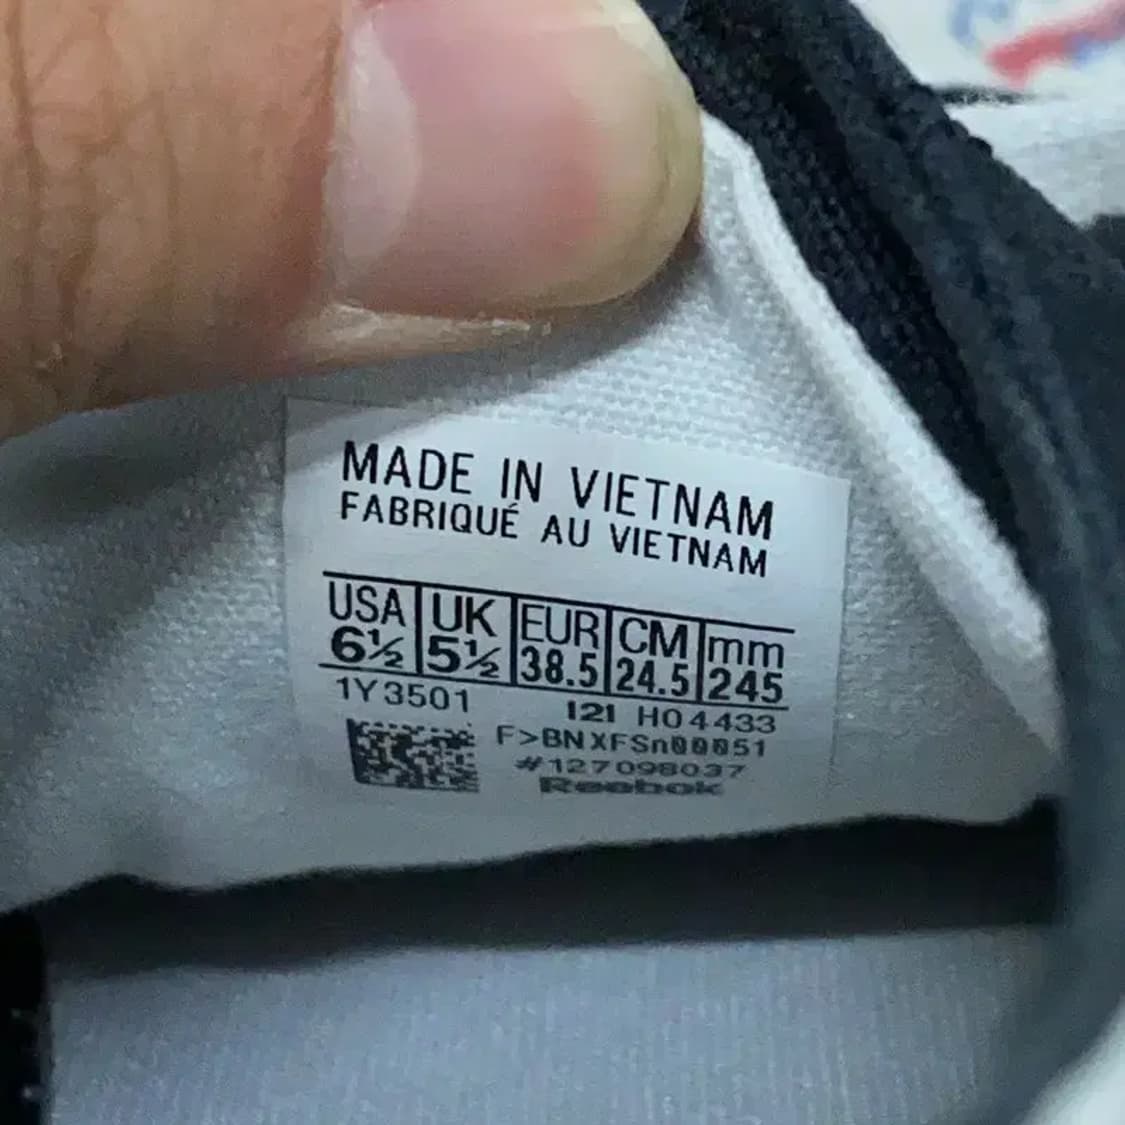 MADE IN VIETNAM
FABRIQUÉ AU VIETNAM
USA UK EUR CM mm
6½ 5½ 38.5 24.5 245
1Y3501 121 H04433
F>BNXFSn00051
#127098037
Reebok